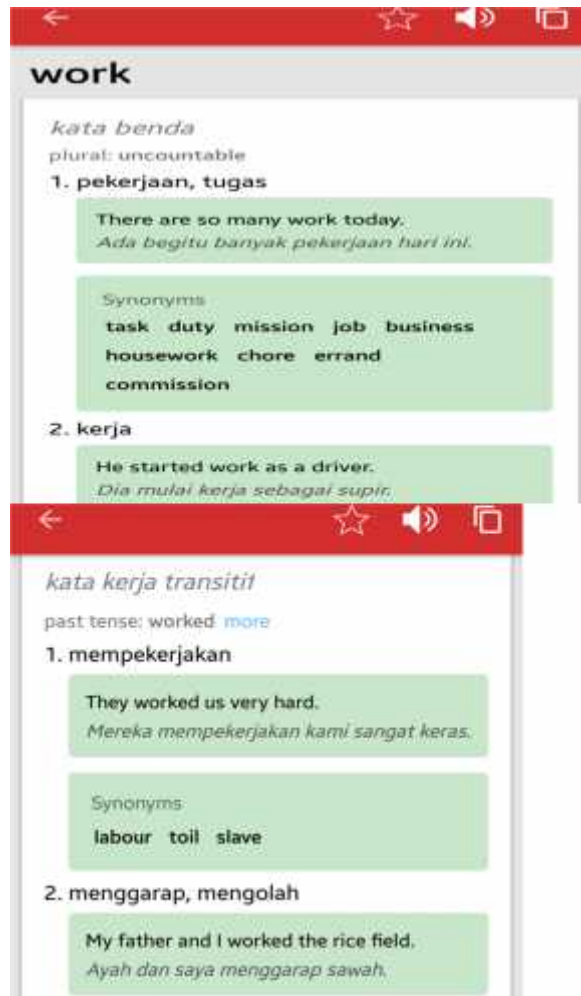 work
kata benda
plural: uncountable
1. pekerjaan, tugas
There are so many work today.
Ada begitu banyak pekerjaan hari ini.
Synonyms
task duty mission job business
housework chore errand
commission
2. kerja
He started work as a driver.
Dia mulai kerja sebagai supir.
kata kerja transitif
past tense: worked more
1. mempekerjakan
They worked us very hard.
Mereka mempekerjakan kami sangat keras.
Synonyms
labour toil slave
2. menggarap, mengolah
My father and I worked the rice field.
Ayah dan saya menggarap sawah.